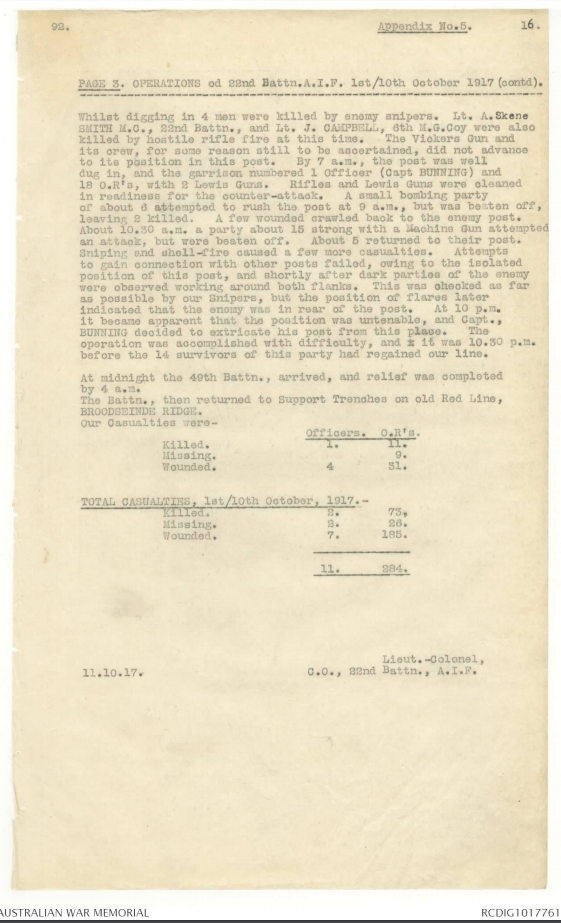 92. Appendix No.5. 16.
PAGE 3. OPERATIONS od 22nd Battn.A.I.F. 1st/10th October 1917 (contd).
Whilst digging in 4 men were killed by enemy snipers. Lt. A.Skene
SMITH M.C., 22nd Battn., and Lt. J. CAMPBELL, 6th M.G.Coy were also
killed by hostile rifle fire at this time. The Vickers Gun and
its crew, for some reason still to be ascertained, did not advance
to its position in this post. By 7 a.m., the post was well
dug in, and the garrison numbered 1 Officer (Capt BUNNING) and
18 O.R's, with 2 Lewis Guns. Rifles and Lewis Guns were cleaned
in readiness for the counter-attack. A small bombing party
of about 6 attempted to rush the post at 9 a.m., but was beaten off,
leaving 2 killed. A few wounded crawled back to the enemy post.
About 10.30 a.m. a party about 15 strong with a Machine Gun attempted
an attack, but were beaten off. About 5 returned to their post.
Sniping and shell-fire caused a few more casualties. Attempts
to gain connection with other posts failed, owing to the isolated
position of this post, and shortly after dark parties of the enemy
were observed working around both flanks. This was checked as far
as possible by our Snipers, but the position of flares later
indicated that the enemy was in rear of the post. At 10 p.m.
it became apparent that the position was untenable, and Capt.,
BUNNING decided to extricate his post from this place. The
operation was accomplished with difficulty, and x it was 10.30 p.m.
before the 14 survivors of this party had regained our line.
At midnight the 49th Battn., arrived, and relief was completed
by 4 a.m.
The Battn., then returned to Support Trenches on old Red Line,
BROODSEINDE RIDGE.
Our Casualties were-
Officers. O.R's.
Killed. 1. 11.
Missing. 9.
Wounded. 4 31.
TOTAL CASUALTIES, 1st/10th October, 1917.-
Killed. 2. 73.
Missing. 2. 26.
Wounded. 7. 185.
11. 284.
Lieut.-Colonel,
11.10.17. C.O., 22nd Battn., A.I.F.
AUSTRALIAN WAR MEMORIAL RCDIG1017761